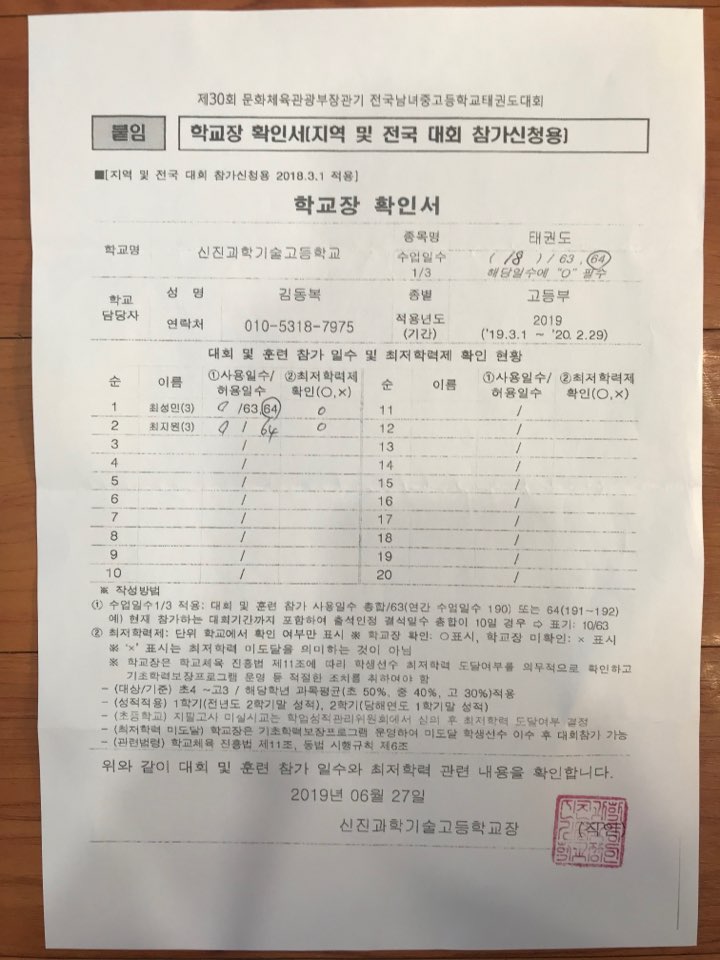 제30회 문화체육관광부장관기 전국남녀중고등학교태권도대회
붙임 학교장 확인서(지역 및 전국 대회 참가신청용)
■[지역 및 전국 대회 참가신청용 2018.3.1 적용]
학교장 확인서
학교명 신진과학기술고등학교 종목명 태권도
수업일수 1/3 ( 18 ) / 63, 64
해당일수에 "O" 필수
학교 담당자 성 명 김동복 종별 고등부
연락처 010-5318-7975 적용년도 (기간) 2019 ('19.3.1 ~ '20. 2.29)
대회 및 훈련 참가 일수 및 최저학력제 확인 현황
순 이름 ①사용일수/허용일수 ②최저학력제 확인(○,×) 순 이름 ①사용일수/허용일수 ②최저학력제 확인(○,×)
1 최성민(3) /63,64 ○ 11 /
2 최지원(3) / 64 ○ 12 /
3 / 13 /
4 / 14 /
5 / 15 /
6 / 16 /
7 / 17 /
8 / 18 /
9 / 19 /
10 / 20 /
※ 작성방법
① 수업일수1/3 적용: 대회 및 훈련 참가 사용일수 총합/63(연간 수업일수 190) 또는 64(191~192)
예) 현재 참가하는 대회기간까지 포함하여 출석인정 결석일수 총합이 10일 경우 ⇨ 표기: 10/63
② 최저학력제: 단위 학교에서 확인 여부만 표시 ※ 학교장 확인: ○표시, 학교장 미확인: × 표시
※ '×' 표시는 최저학력 미도달을 의미하는 것이 아님
※ 학교장은 학교체육 진흥법 제11조에 따리 학생선수 최저학력 도달여부를 의무적으로 확인하고
기초학력보장프로그램 운영 등 적절한 조치를 취하여야 함
- (대상/기준) 초4 ~고3 / 해당학년 과목평균(초 50%, 중 40%, 고 30%)적용
- (성적적용) 1학기(전년도 2학기말 성적), 2학기(당해년도 1학기말 성적)
- (초등학교) 지필고사 미실시교는 학업성적관리위원회에서 심의 후 최저학력 도달여부 결정
- (최저학력 미도달) 학교장은 기초학력보장프로그램 운영하여 미도달 학생선수 이수 후 대회참가 가능
- (관련법령) 학교체육 진흥법 제11조, 동법 시행규칙 제6조
위와 같이 대회 및 훈련 참가 일수와 최저학력 관련 내용을 확인합니다.
2019년 06월 27일
신진과학기술고등학교장 (직인)